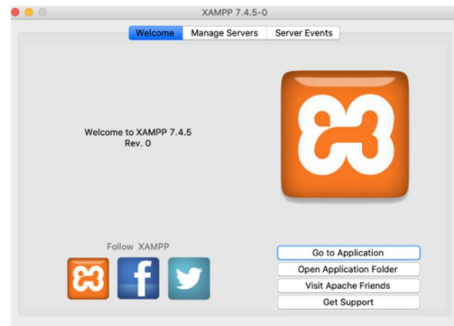 XAMPP 7.4.5-0
Welcome Manage Servers Server Events
Welcome to XAMPP 7.4.5
Rev. 0
Follow XAMPP
Go to Application
Open Application Folder
Visit Apache Friends
Get Support